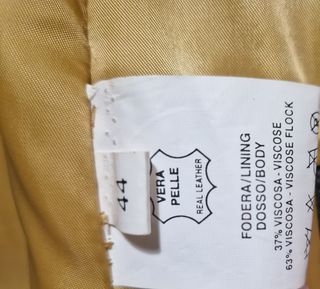 44
VERA
PELLE
REAL LEATHER
FODERA/LINING
DOSSO/BODY
37% VISCOSA - VISCOSE
63% VISCOSA - VISCOSE FLOCK